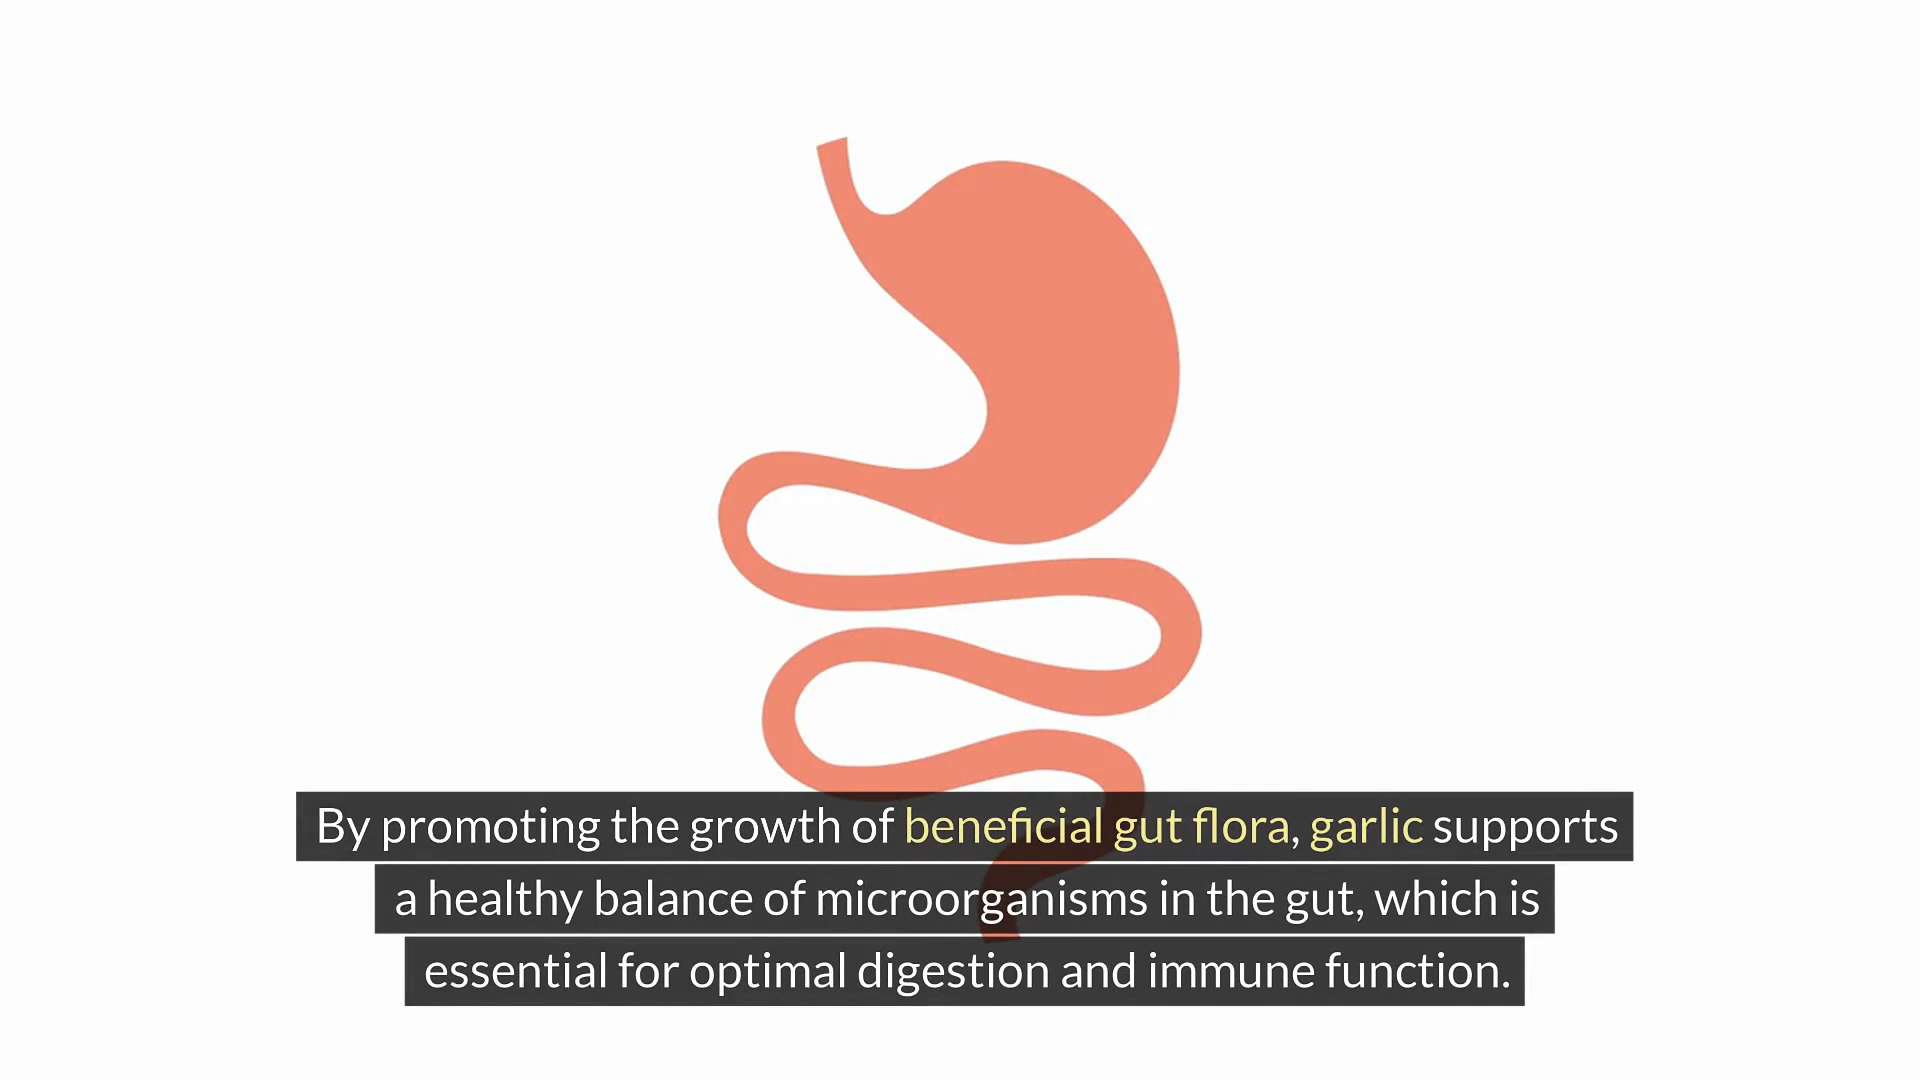 By promoting the growth of beneficial gut flora, garlic supports
a healthy balance of microorganisms in the gut, which is
essential for optimal digestion and immune function.